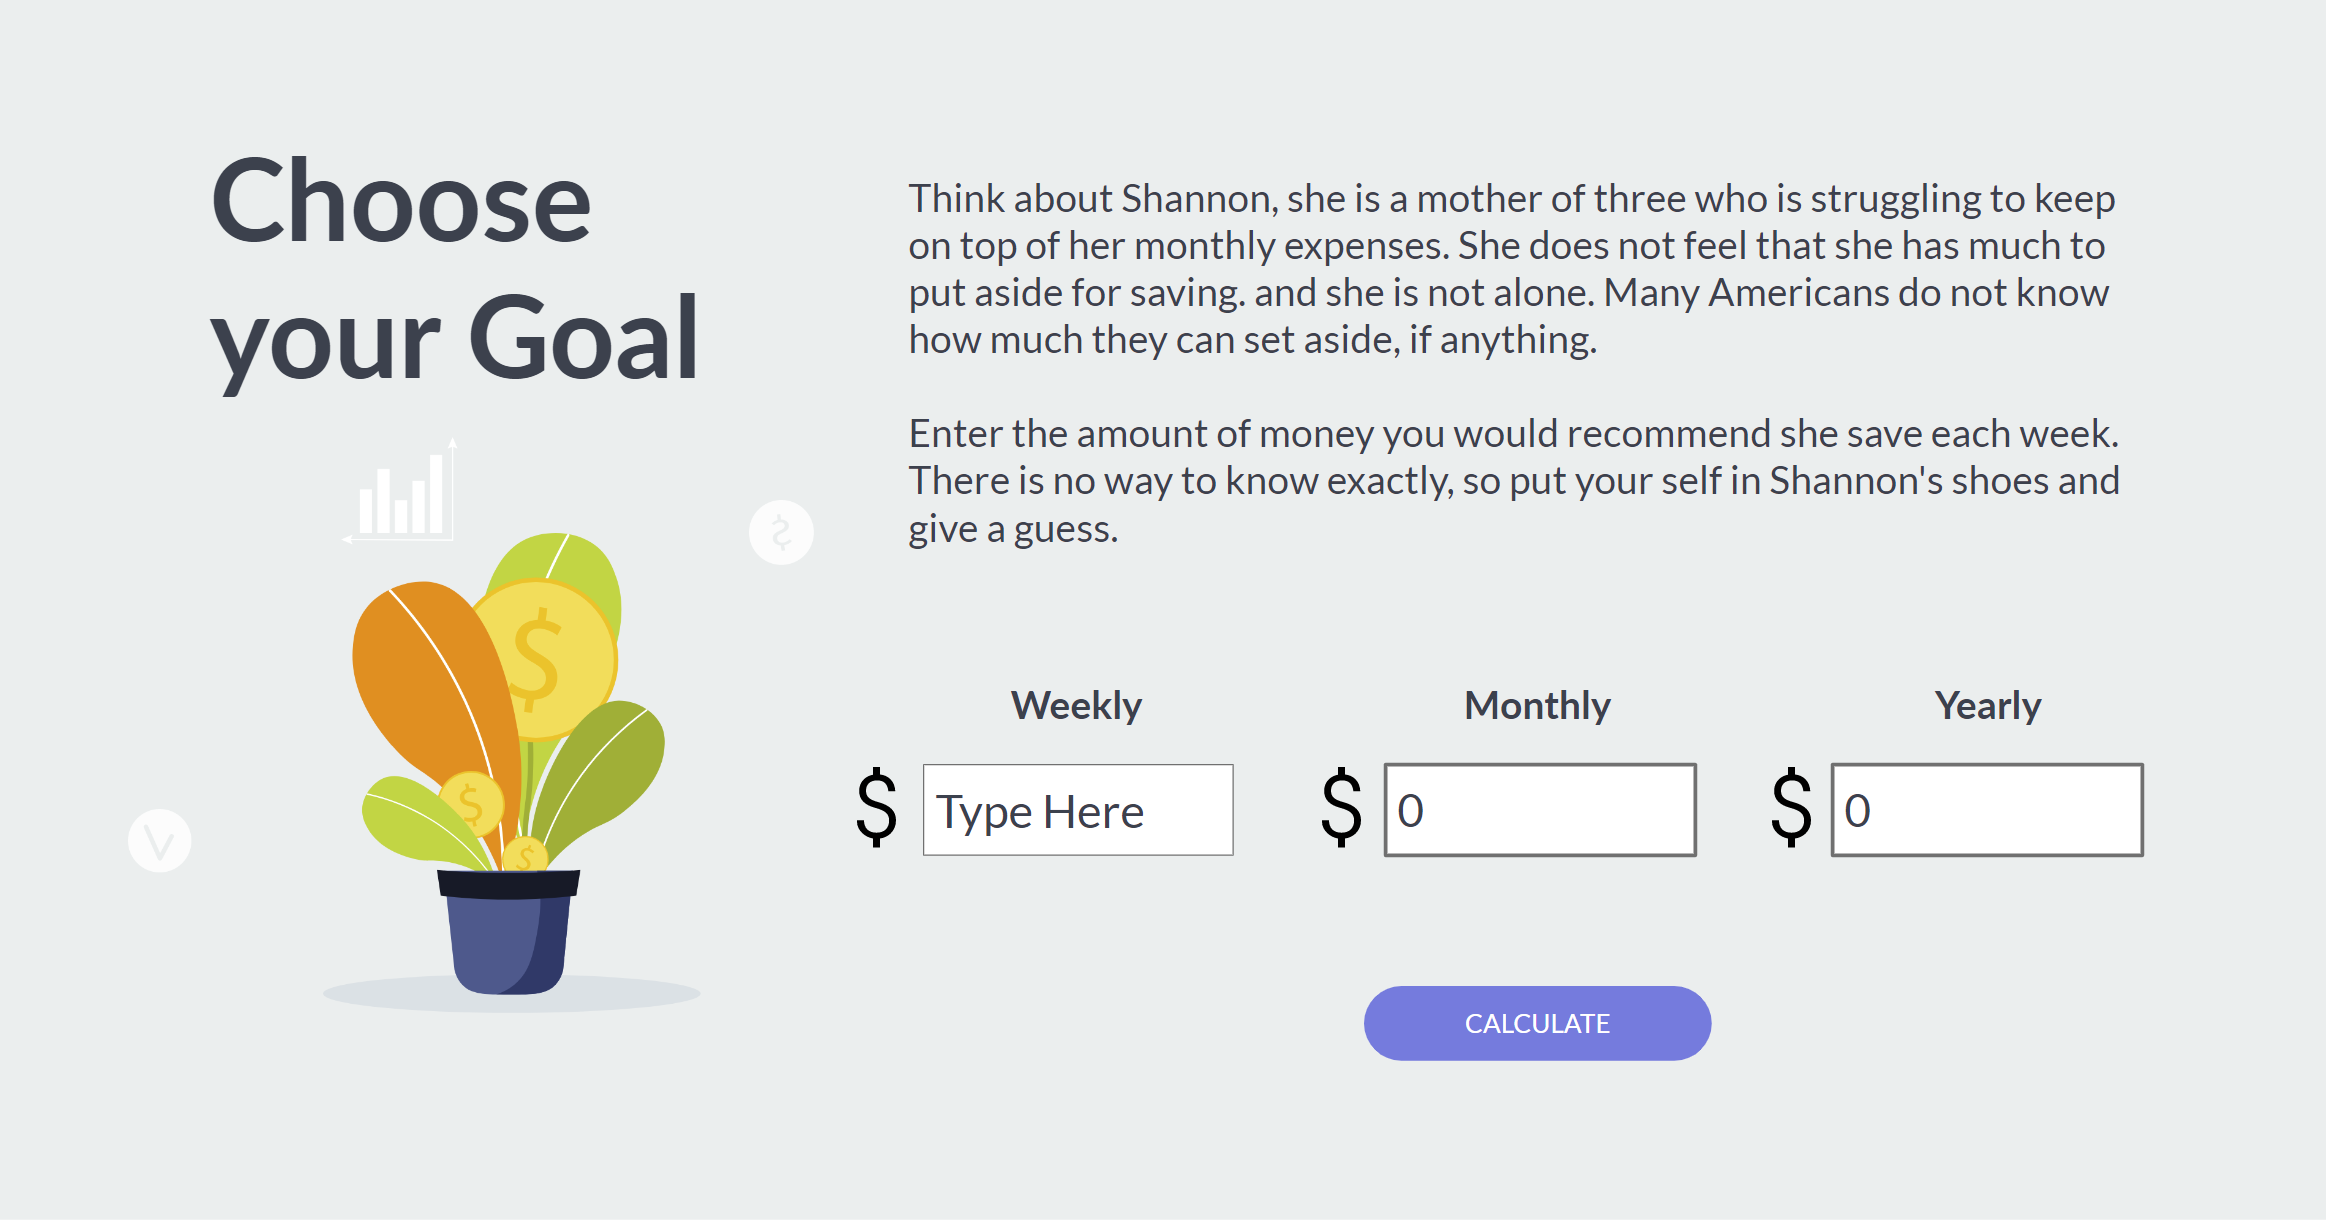 Choose
your Goal
Think about Shannon, she is a mother of three who is struggling to keep
on top of her monthly expenses. She does not feel that she has much to
put aside for saving. and she is not alone. Many Americans do not know
how much they can set aside, if anything.
Enter the amount of money you would recommend she save each week.
There is no way to know exactly, so put your self in Shannon's shoes and
give a guess.
Weekly
Monthly
Yearly
$ Type Here
$ 0
$ 0
CALCULATE